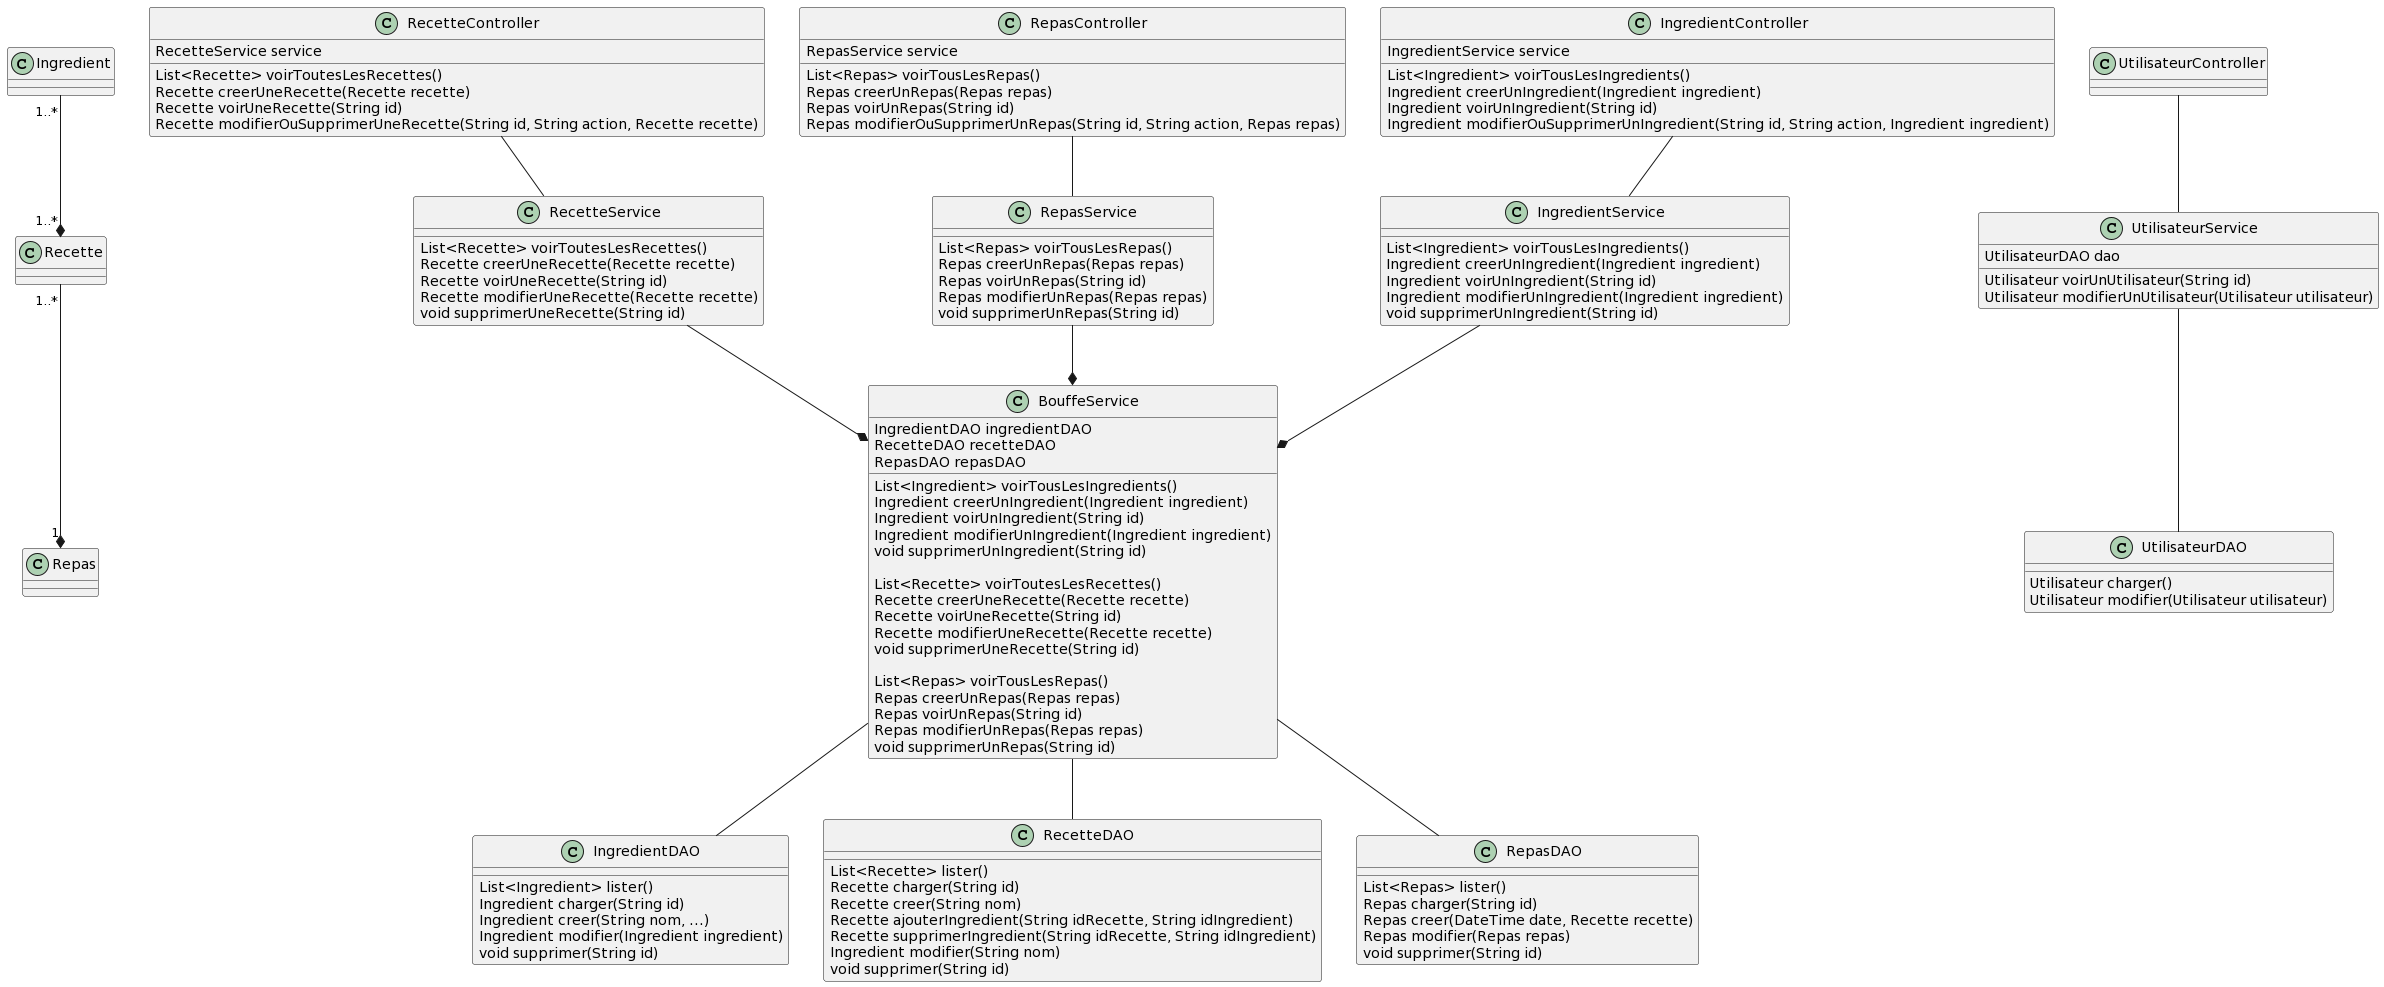 C Ingredient
1..*
1..*
C Recette
1..*
1
C Repas
C RecetteController
RecetteService service
List<Recette> voirToutesLesRecettes()
Recette creerUneRecette(Recette recette)
Recette voirUneRecette(String id)
Recette modifierOuSupprimerUneRecette(String id, String action, Recette recette)
C RepasController
RepasService service
List<Repas> voirTousLesRepas()
Repas creerUnRepas(Repas repas)
Repas voirUnRepas(String id)
Repas modifierOuSupprimerUnRepas(String id, String action, Repas repas)
C IngredientController
IngredientService service
List<Ingredient> voirTousLesIngredients()
Ingredient creerUnIngredient(Ingredient ingredient)
Ingredient voirUnIngredient(String id)
Ingredient modifierOuSupprimerUnIngredient(String id, String action, Ingredient ingredient)
C UtilisateurController
C RecetteService
List<Recette> voirToutesLesRecettes()
Recette creerUneRecette(Recette recette)
Recette voirUneRecette(String id)
Recette modifierUneRecette(Recette recette)
void supprimerUneRecette(String id)
C RepasService
List<Repas> voirTousLesRepas()
Repas creerUnRepas(Repas repas)
Repas voirUnRepas(String id)
Repas modifierUnRepas(Repas repas)
void supprimerUnRepas(String id)
C IngredientService
List<Ingredient> voirTousLesIngredients()
Ingredient creerUnIngredient(Ingredient ingredient)
Ingredient voirUnIngredient(String id)
Ingredient modifierUnIngredient(Ingredient ingredient)
void supprimerUnIngredient(String id)
C UtilisateurService
UtilisateurDAO dao
Utilisateur voirUnUtilisateur(String id)
Utilisateur modifierUnUtilisateur(Utilisateur utilisateur)
C BouffeService
IngredientDAO ingredientDAO
RecetteDAO recetteDAO
RepasDAO repasDAO
List<Ingredient> voirTousLesIngredients()
Ingredient creerUnIngredient(Ingredient ingredient)
Ingredient voirUnIngredient(String id)
Ingredient modifierUnIngredient(Ingredient ingredient)
void supprimerUnIngredient(String id)
List<Recette> voirToutesLesRecettes()
Recette creerUneRecette(Recette recette)
Recette voirUneRecette(String id)
Recette modifierUneRecette(Recette recette)
void supprimerUneRecette(String id)
List<Repas> voirTousLesRepas()
Repas creerUnRepas(Repas repas)
Repas voirUnRepas(String id)
Repas modifierUnRepas(Repas repas)
void supprimerUnRepas(String id)
C UtilisateurDAO
Utilisateur charger()
Utilisateur modifier(Utilisateur utilisateur)
C IngredientDAO
List<Ingredient> lister()
Ingredient charger(String id)
Ingredient creer(String nom, ...)
Ingredient modifier(Ingredient ingredient)
void supprimer(String id)
C RecetteDAO
List<Recette> lister()
Recette charger(String id)
Recette creer(String nom)
Recette ajouterIngredient(String idRecette, String idIngredient)
Recette supprimerIngredient(String idRecette, String idIngredient)
Ingredient modifier(String nom)
void supprimer(String id)
C RepasDAO
List<Repas> lister()
Repas charger(String id)
Repas creer(DateTime date, Recette recette)
Repas modifier(Repas repas)
void supprimer(String id)